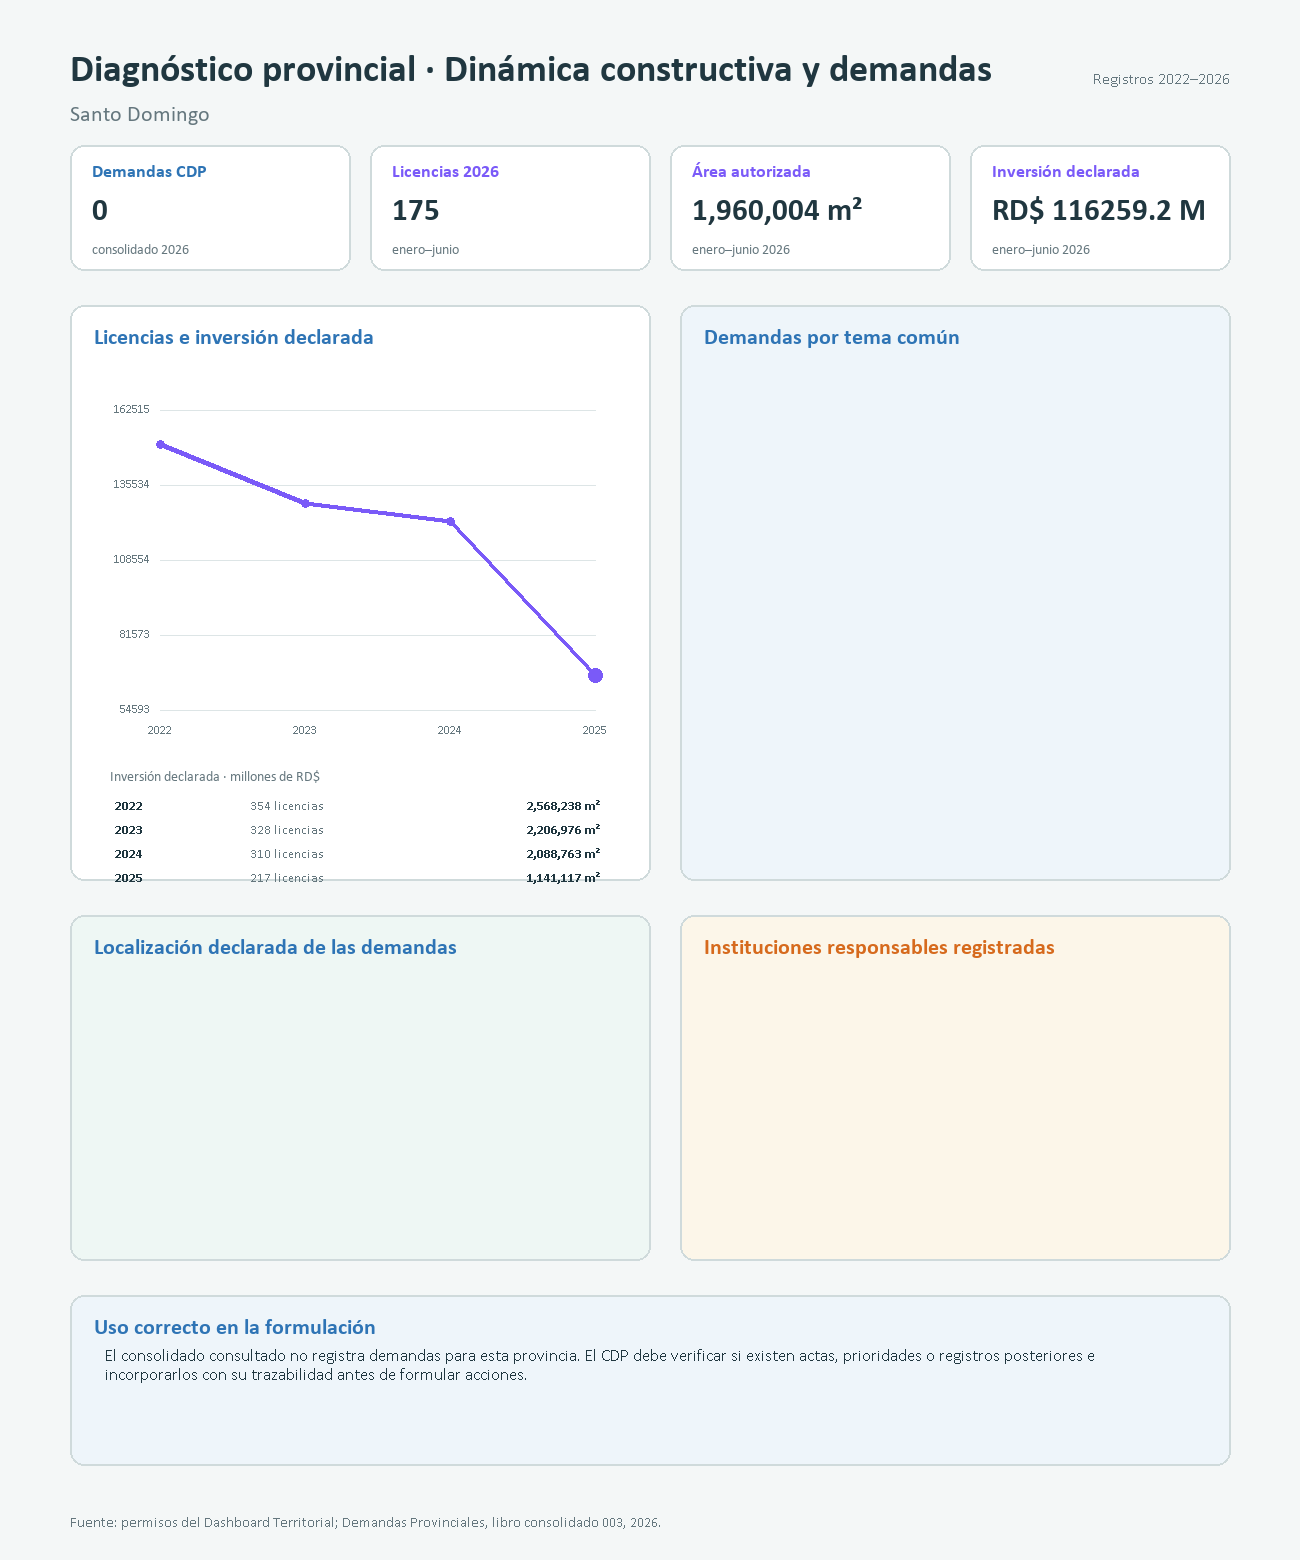 Diagnóstico provincial · Dinámica constructiva y demandas
Registros 2022–2026
Santo Domingo
Demandas CDP
0
consolidado 2026
Licencias 2026
175
enero–junio
Área autorizada
1,960,004 m²
enero–junio 2026
Inversión declarada
RD$ 116259.2 M
enero–junio 2026
Licencias e inversión declarada
162515
135534
108554
81573
54593
2022 2023 2024 2025
Inversión declarada · millones de RD$
2022 354 licencias 2,568,238 m²
2023 328 licencias 2,206,976 m²
2024 310 licencias 2,088,763 m²
2025 217 licencias 1,141,117 m²
Demandas por tema común
Localización declarada de las demandas
Instituciones responsables registradas
Uso correcto en la formulación
El consolidado consultado no registra demandas para esta provincia. El CDP debe verificar si existen actas, prioridades o registros posteriores e
incorporarlos con su trazabilidad antes de formular acciones.
Fuente: permisos del Dashboard Territorial; Demandas Provinciales, libro consolidado 003, 2026.